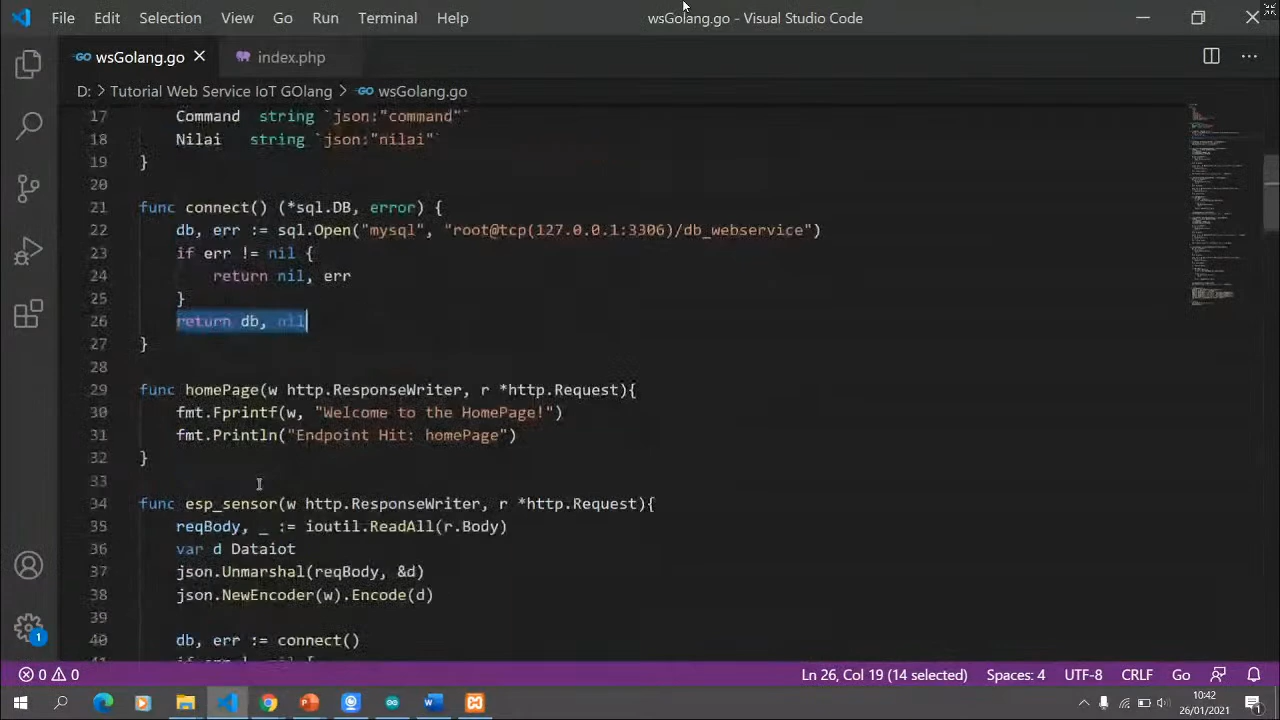 File Edit Selection View Go Run Terminal Help wsGolang.go - Visual Studio Code
wsGolang.go index.php
D: > Tutorial Web Service IoT GOlang > wsGolang.go
17 Command string `json:"command"`
18 Nilai string `json:"nilai"`
19 }
20
21 func connect() (*sql.DB, error) {
22 db, err := sql.Open("mysql", "root@tcp(127.0.0.1:3306)/db_webservice")
23 if err != nil {
24 return nil, err
25 }
26 return db, nil
27 }
28
29 func homePage(w http.ResponseWriter, r *http.Request){
30 fmt.Fprintf(w, "Welcome to the HomePage!")
31 fmt.Println("Endpoint Hit: homePage")
32 }
33
34 func esp_sensor(w http.ResponseWriter, r *http.Request){
35 reqBody, _ := ioutil.ReadAll(r.Body)
36 var d Dataiot
37 json.Unmarshal(reqBody, &d)
38 json.NewEncoder(w).Encode(d)
39
40 db, err := connect()
41 if err != nil {
0 0 Ln 26, Col 19 (14 selected) Spaces: 4 UTF-8 CRLF Go
1
10:42
26/01/2021